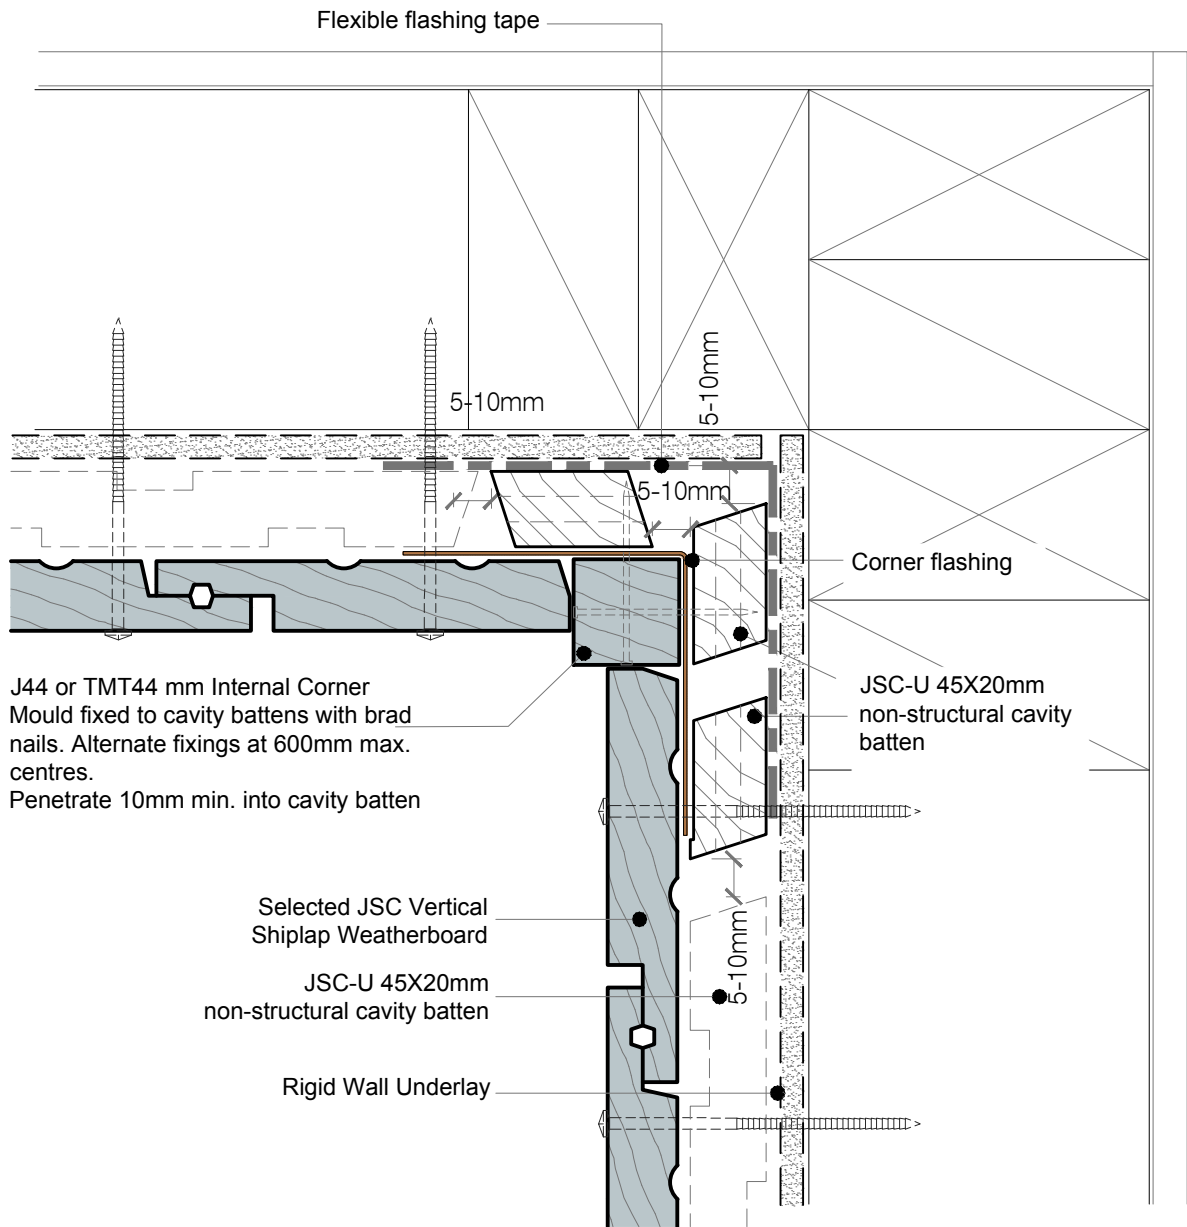 Flexible flashing tape
5-10mm
5-10mm
5-10mm
Corner flashing
J44 or TMT44 mm Internal Corner
Mould fixed to cavity battens with brad
nails. Alternate fixings at 600mm max.
centres.
Penetrate 10mm min. into cavity batten
JSC-U 45X20mm
non-structural cavity
batten
Selected JSC Vertical
Shiplap Weatherboard
5-10mm
JSC-U 45X20mm
non-structural cavity batten
Rigid Wall Underlay